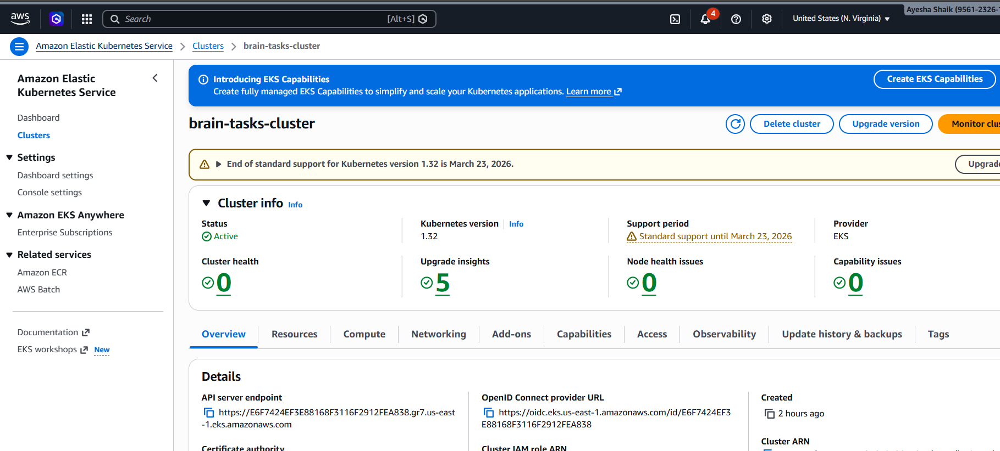 aws
Search
[Alt+S]
4
United States (N. Virginia)
Ayesha Shaik (9561-2326-
Amazon Elastic Kubernetes Service
Clusters
brain-tasks-cluster
Amazon Elastic
Kubernetes Service
Dashboard
Clusters
Settings
Dashboard settings
Console settings
Amazon EKS Anywhere
Enterprise Subscriptions
Related services
Amazon ECR
AWS Batch
Documentation
EKS workshops New
Introducing EKS Capabilities
Create fully managed EKS Capabilities to simplify and scale your Kubernetes applications. Learn more
Create EKS Capabilities
brain-tasks-cluster
Delete cluster
Upgrade version
Monitor clus
End of standard support for Kubernetes version 1.32 is March 23, 2026.
Upgrade
Cluster info Info
Status
Active
Kubernetes version Info
1.32
Support period
Standard support until March 23, 2026
Provider
EKS
Cluster health
0
Upgrade insights
5
Node health issues
0
Capability issues
0
Overview
Resources
Compute
Networking
Add-ons
Capabilities
Access
Observability
Update history & backups
Tags
Details
API server endpoint
https://E6F7424EF3E88168F3116F2912FEA838.gr7.us-east
-1.eks.amazonaws.com
Certificate authority
OpenID Connect provider URL
https://oidc.eks.us-east-1.amazonaws.com/id/E6F7424EF3
E88168F3116F2912FEA838
Cluster IAM role ARN
Created
2 hours ago
Cluster ARN